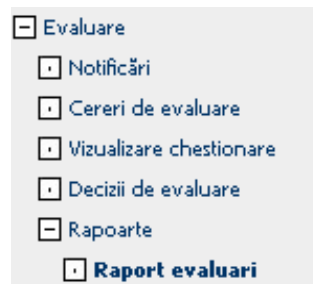 Evaluare
Notificări
Cereri de evaluare
Vizualizare chestionare
Decizii de evaluare
Rapoarte
Raport evaluari